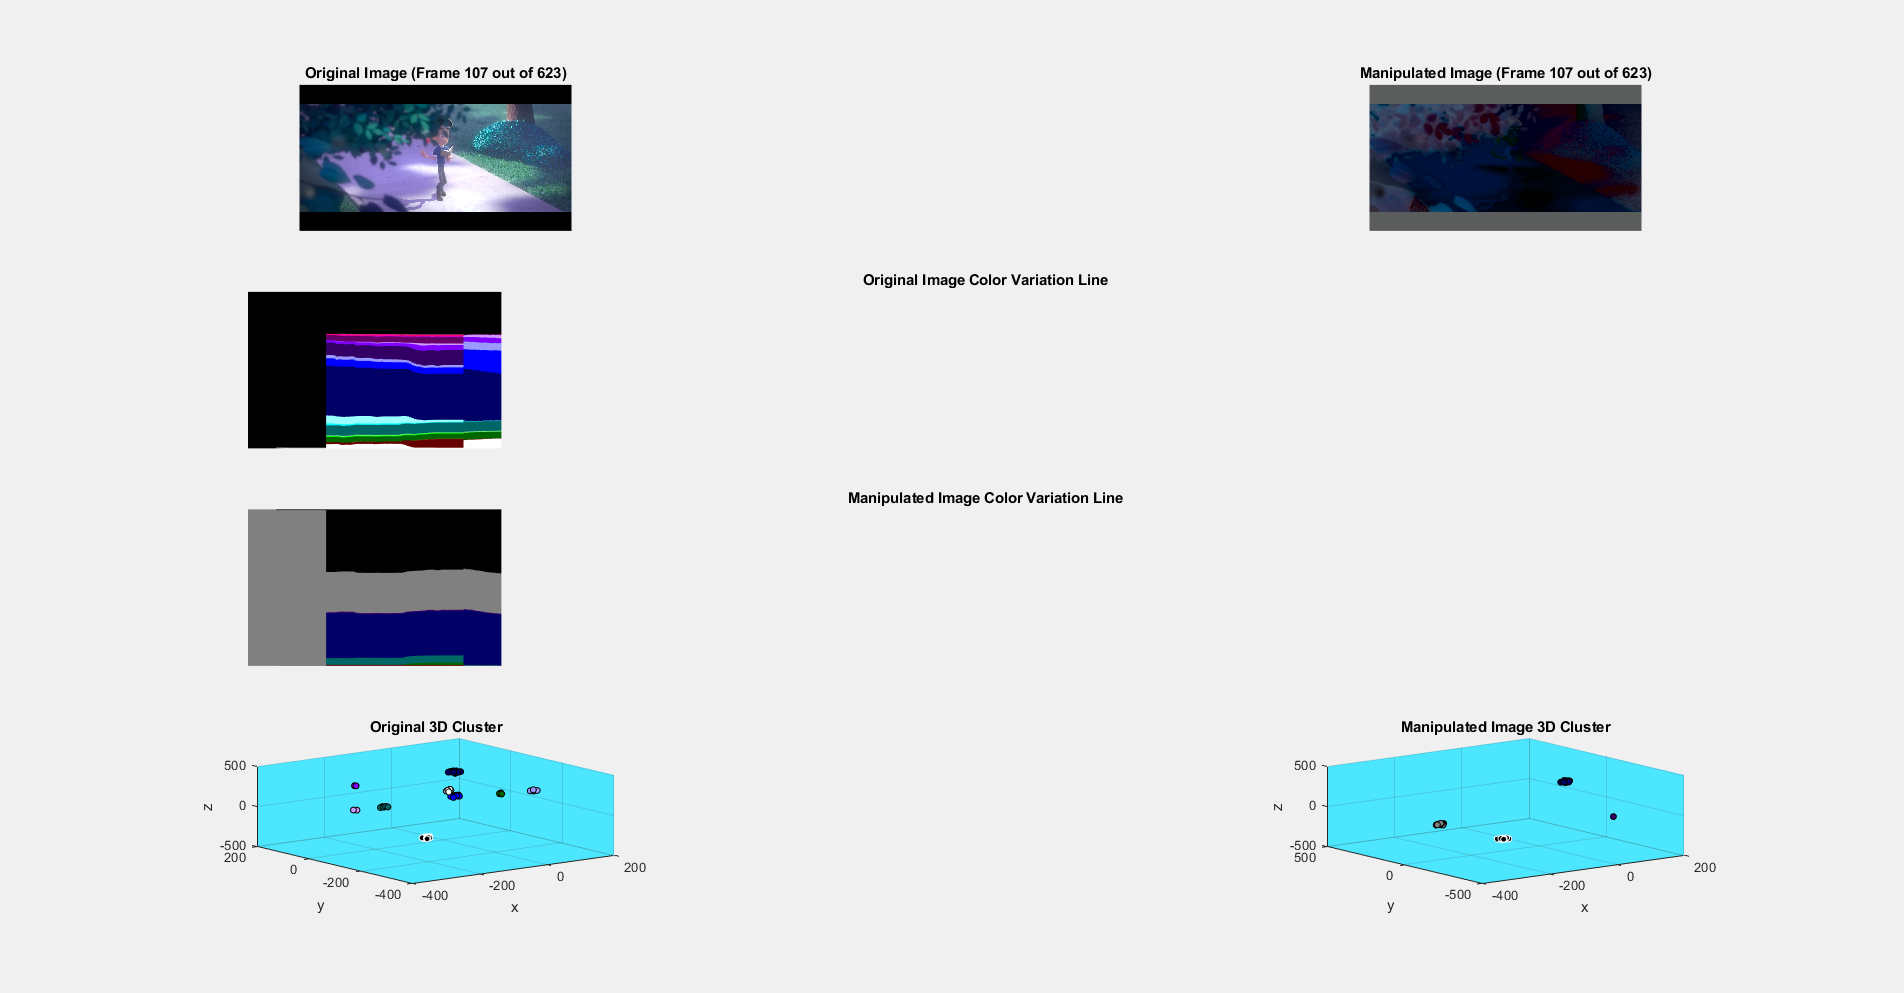 Original Image (Frame 107 out of 623)
Manipulated Image (Frame 107 out of 623)
Original Image Color Variation Line
Manipulated Image Color Variation Line
Original 3D Cluster
500
0
-500
z
200
0
-200
-400
y
-400
-200
0
200
x
Manipulated Image 3D Cluster
500
0
-500
z
500
0
-500
y
-400
-200
0
200
x